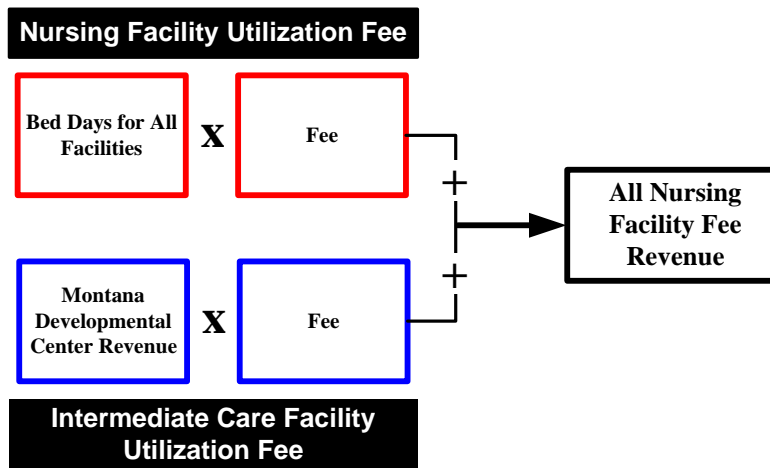 Nursing Facility Utilization Fee
Bed Days for All
Facilities
X
Fee
+
All Nursing
Facility Fee
Revenue
+
Montana
Developmental
Center Revenue
X
Fee
Intermediate Care Facility
Utilization Fee